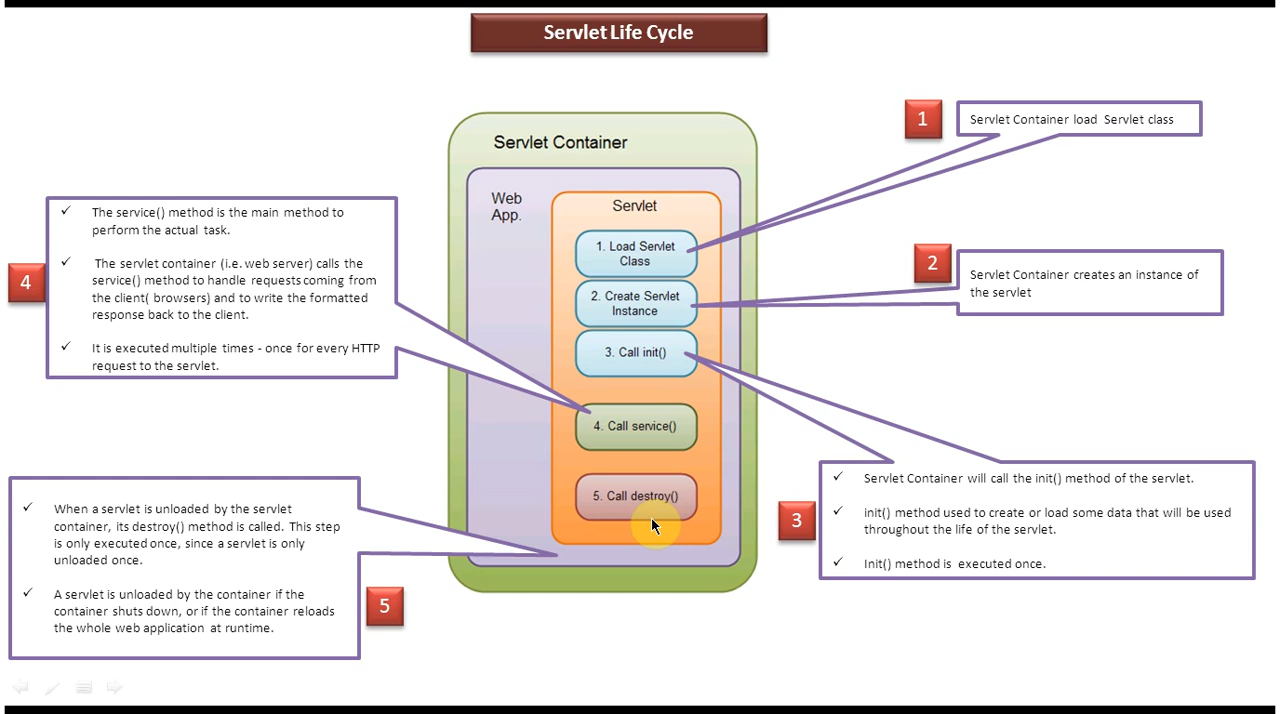 Servlet Life Cycle
Servlet Container
Web
App.
Servlet
1. Load Servlet
Class
2. Create Servlet
Instance
3. Call init()
4. Call service()
5. Call destroy()
1
Servlet Container load Servlet class
2
Servlet Container creates an instance of
the servlet
3
✓ Servlet Container will call the init() method of the servlet.
✓ init() method used to create or load some data that will be used
throughout the life of the servlet.
✓ Init() method is executed once.
4
✓ The service() method is the main method to
perform the actual task.
✓ The servlet container (i.e. web server) calls the
service() method to handle requests coming from
the client( browsers) and to write the formatted
response back to the client.
✓ It is executed multiple times - once for every HTTP
request to the servlet.
5
✓ When a servlet is unloaded by the servlet
container, its destroy() method is called. This step
is only executed once, since a servlet is only
unloaded once.
✓ A servlet is unloaded by the container if the
container shuts down, or if the container reloads
the whole web application at runtime.